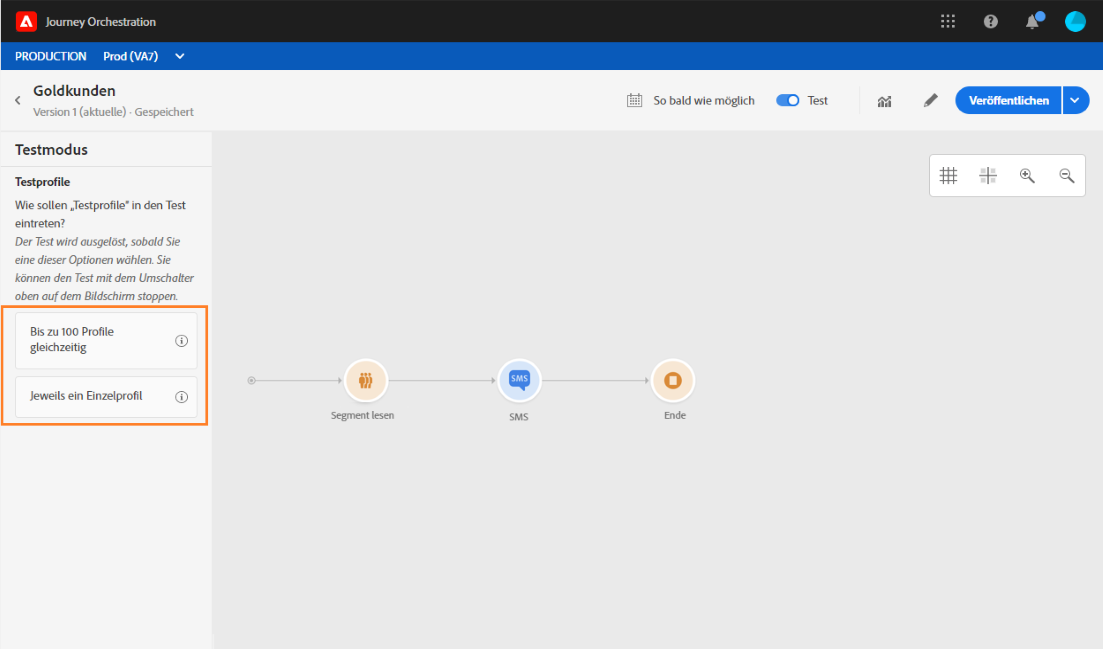 Journey Orchestration
PRODUCTION Prod (VA7)
Goldkunden
Version 1 (aktuelle) · Gespeichert
So bald wie möglich
Test
Veröffentlichen
Testmodus
Testprofile
Wie sollen „Testprofile" in den Test
eintreten?
Der Test wird ausgelöst, sobald Sie
eine dieser Optionen wählen. Sie
können den Test mit dem Umschalter
oben auf dem Bildschirm stoppen.
Bis zu 100 Profile
gleichzeitig
Jeweils ein Einzelprofil
Segment lesen
SMS
SMS
Ende